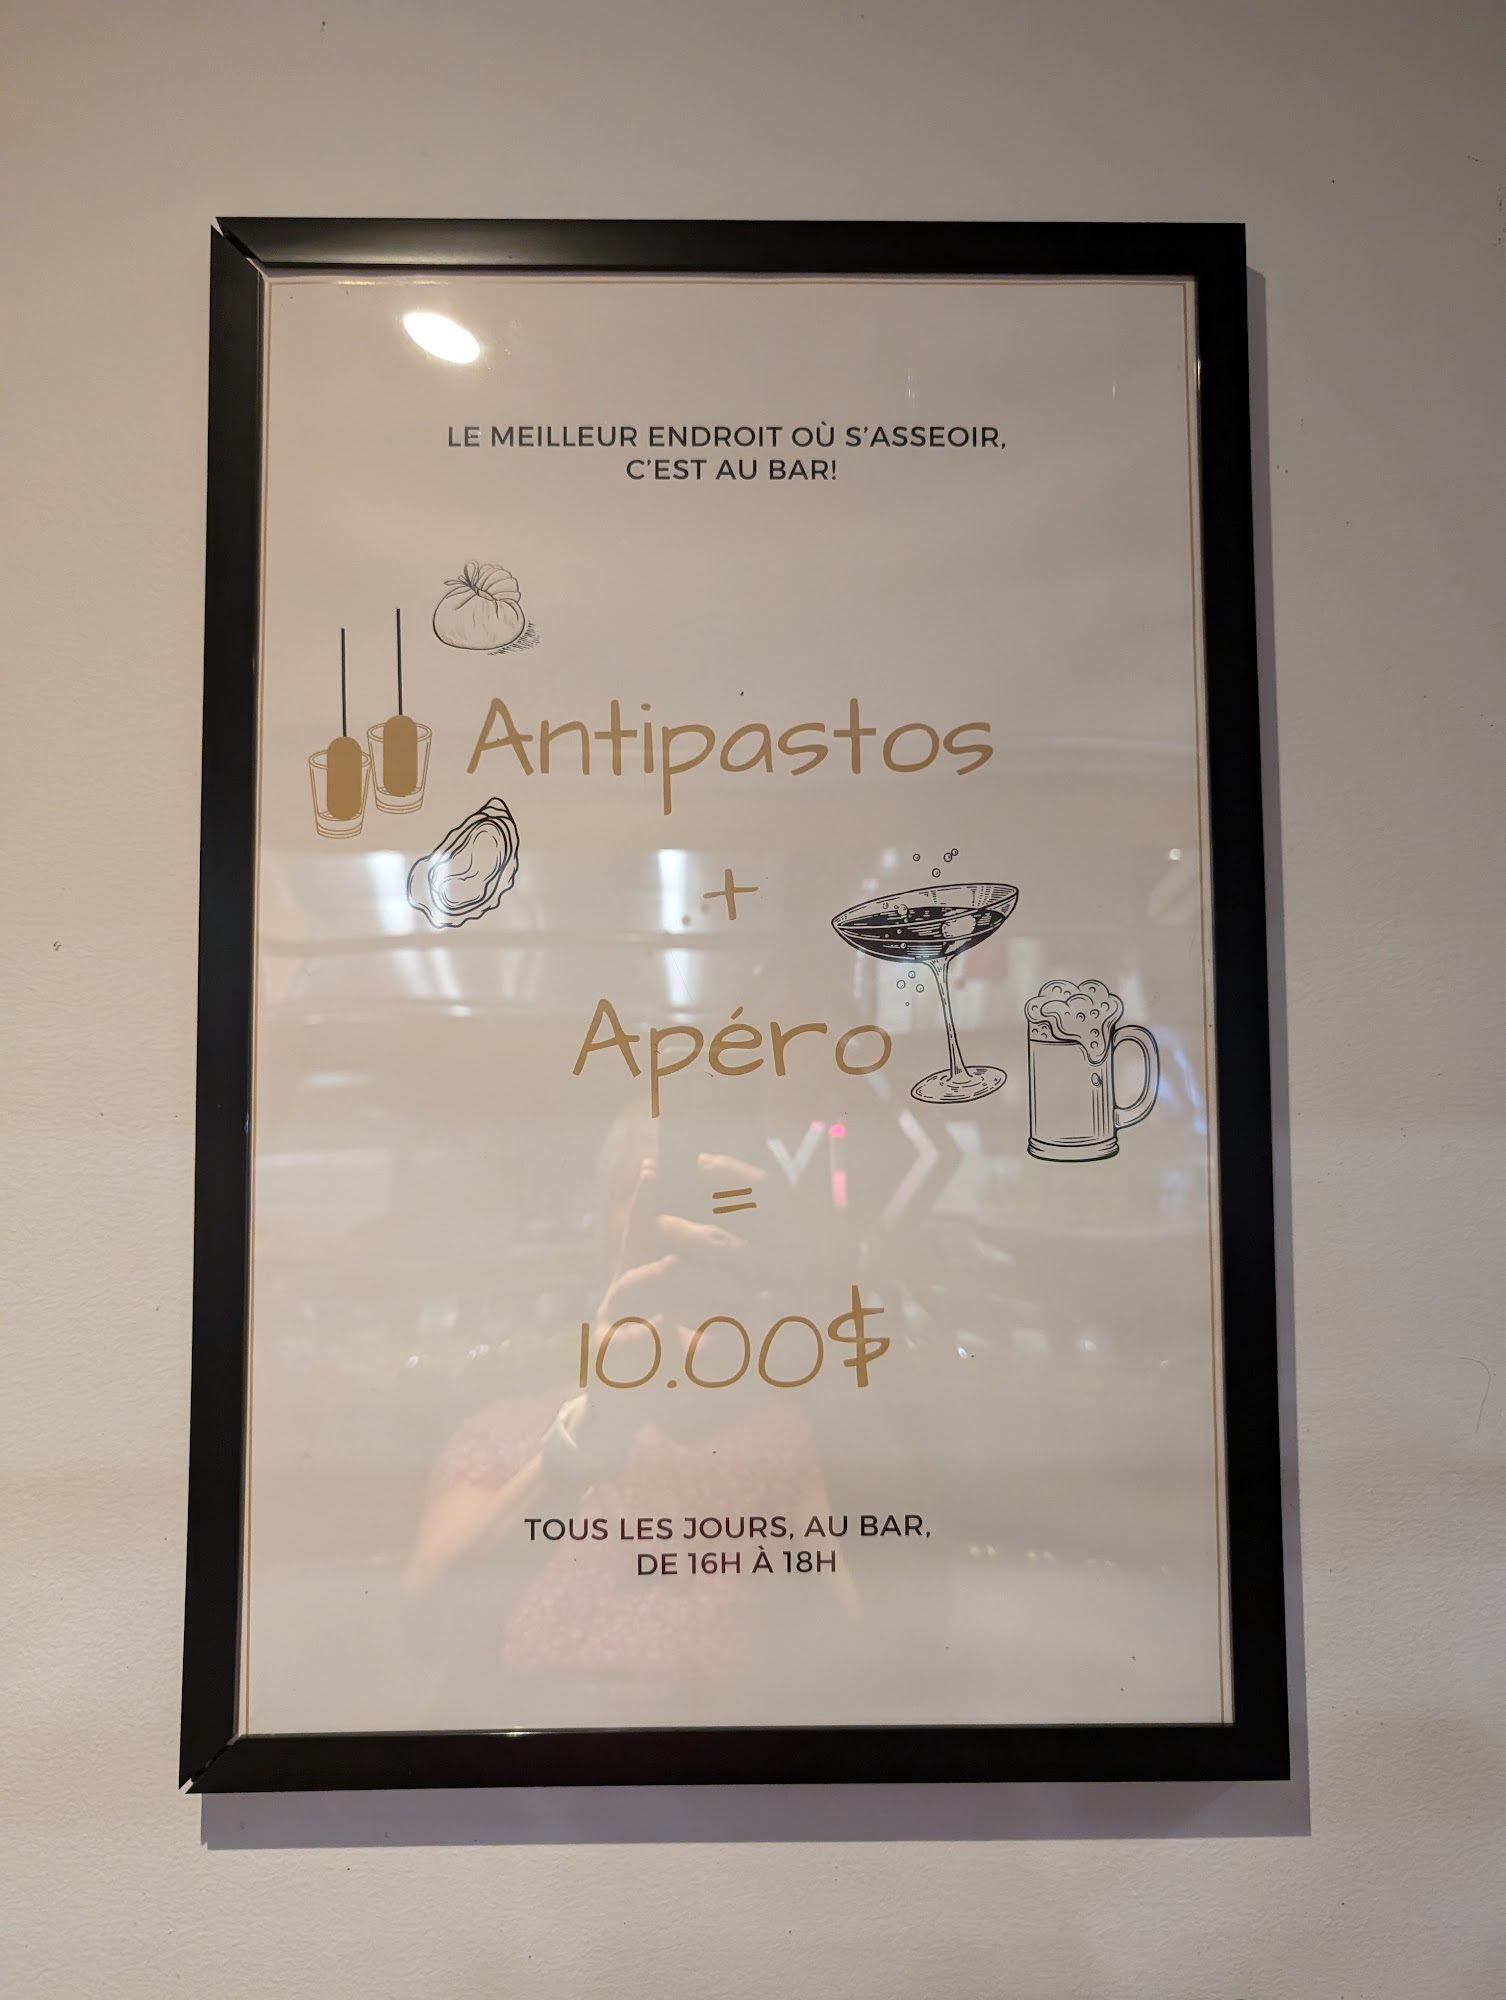 LE MEILLEUR ENDROIT OÙ S'ASSEOIR,
C'EST AU BAR!
Antipastos
+
Apéro
=
10.00$
TOUS LES JOURS, AU BAR,
DE 16H À 18H